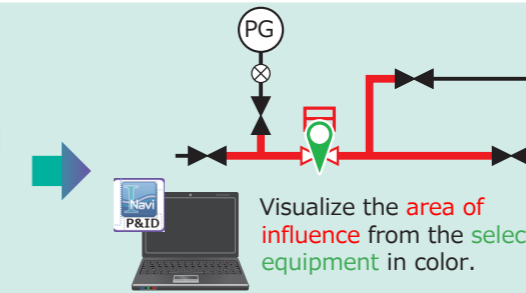 PG
I
Navi
P&ID
Visualize the area of
influence from the selec
equipment in color.